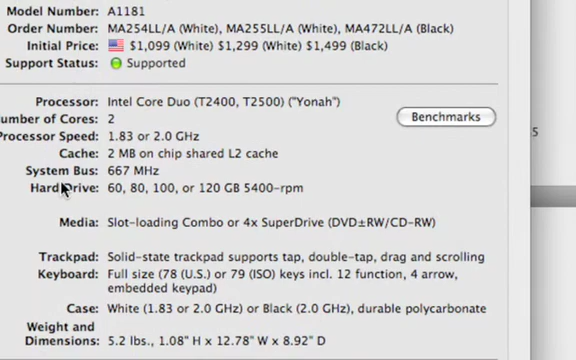 Model Number: A1181
Order Number: MA254LL/A (White), MA255LL/A (White), MA472LL/A (Black)
Initial Price: $1,099 (White) $1,299 (White) $1,499 (Black)
Support Status: Supported
Processor: Intel Core Duo (T2400, T2500) ("Yonah")
umber of Cores: 2
Benchmarks
5
Processor Speed: 1.83 or 2.0 GHz
Cache: 2 MB on chip shared L2 cache
System Bus: 667 MHz
Hard Drive: 60, 80, 100, or 120 GB 5400-rpm
Media: Slot-loading Combo or 4x SuperDrive (DVD±RW/CD-RW)
Trackpad: Solid-state trackpad supports tap, double-tap, drag and scrolling
Keyboard: Full size (78 (U.S.) or 79 (ISO) keys incl. 12 function, 4 arrow,
embedded keypad)
Case: White (1.83 or 2.0 GHz) or Black (2.0 GHz), durable polycarbonate
Weight and
Dimensions: 5.2 lbs., 1.08" H x 12.78" W x 8.92" D